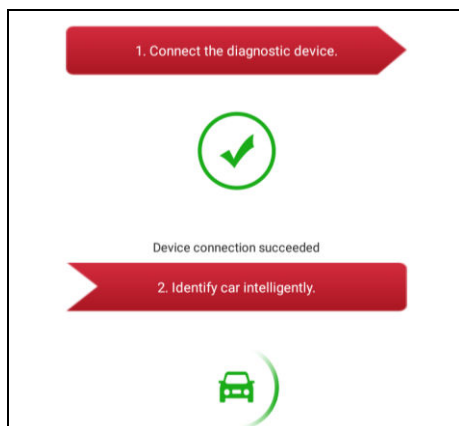 1. Connect the diagnostic device.
Device connection succeeded
2. Identify car intelligently.